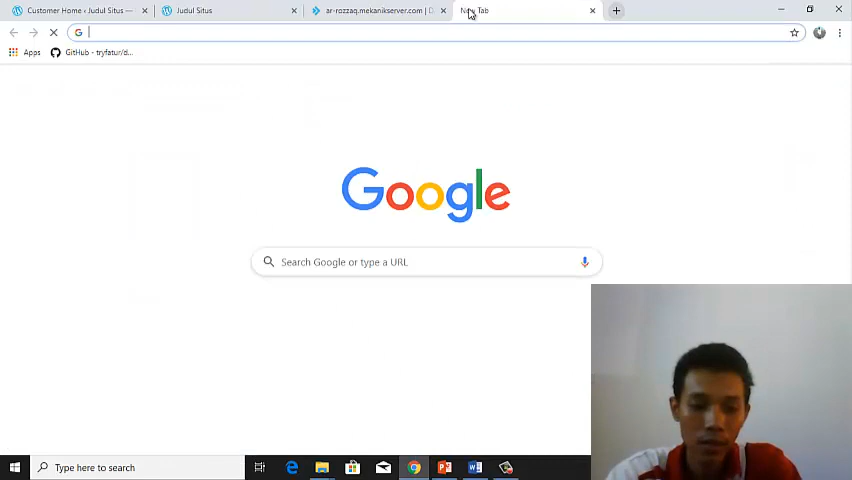 Customer Home ‹ Judul Situs —
Judul Situs
ar-rozzaq.mekanikserver.com | D
Tab
Apps
GitHub - tryfatur/d...
Google
Search Google or type a URL
Type here to search